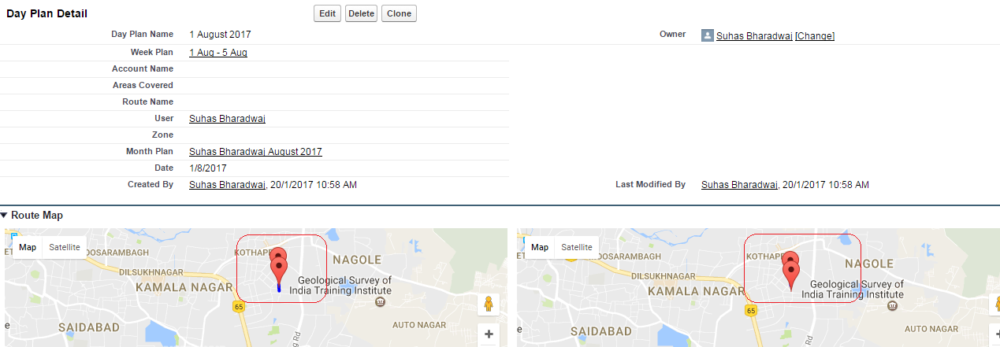 Day Plan Detail Edit Delete Clone
Day Plan Name 1 August 2017 Owner Suhas Bharadwaj [Change]
Week Plan 1 Aug - 5 Aug
Account Name
Areas Covered
Route Name
User Suhas Bharadwaj
Zone
Month Plan Suhas Bharadwaj August 2017
Date 1/8/2017
Created By Suhas Bharadwaj, 20/1/2017 10:58 AM Last Modified By Suhas Bharadwaj, 20/1/2017 10:58 AM
Route Map
Map Satellite
OOSARAMBAGH
KOTHAPE
NAGOLE
DILSUKHNAGAR
KAMALA NAGAR
Geological Survey of
India Training Institute
65
SAIDABAD
AUTO NAGAR
Rd
Map Satellite
OOSARAMBAGH
KOTHAPE
NAGOLE
DILSUKHNAGAR
KAMALA NAGAR
Geological Survey of
India Training Institute
65
SAIDABAD
AUTO NAGAR
Rd